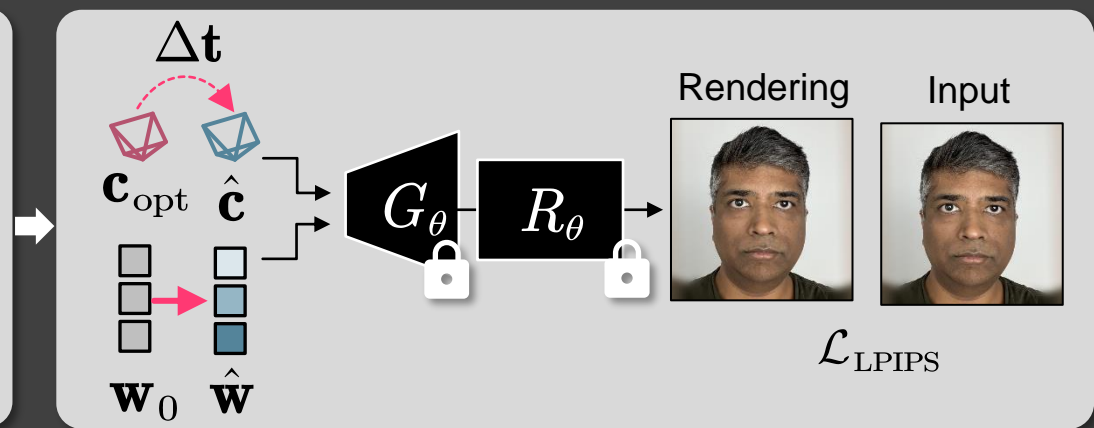 Δt
c_opt
ĉ
w_0
ŵ
G_θ
R_θ
Rendering
Input
ℒ_LPIPS